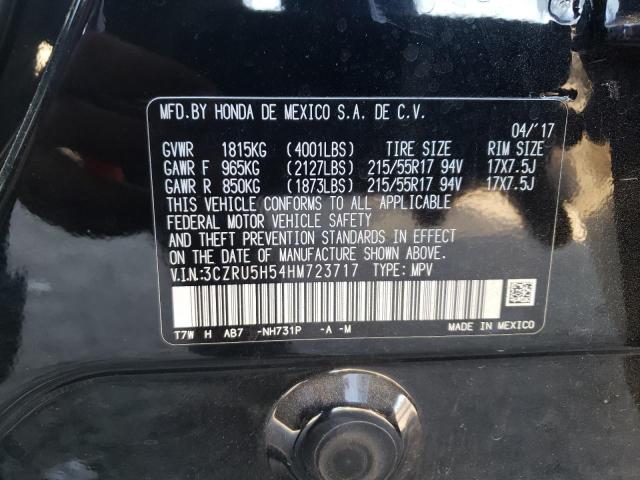 MFD.BY HONDA DE MEXICO S.A. DE C.V.
04/'17
GVWR 1815KG (4001LBS) TIRE SIZE RIM SIZE
GAWR F 965KG (2127LBS) 215/55R17 94V 17X7.5J
GAWR R 850KG (1873LBS) 215/55R17 94V 17X7.5J
THIS VEHICLE CONFORMS TO ALL APPLICABLE
FEDERAL MOTOR VEHICLE SAFETY
AND THEFT PREVENTION STANDARDS IN EFFECT
ON THE DATE OF MANUFACTURE SHOWN ABOVE.
V.I.N.:3CZRU5H54HM723717 TYPE: MPV
T7W H AB7 -NH731P -A -M MADE IN MEXICO